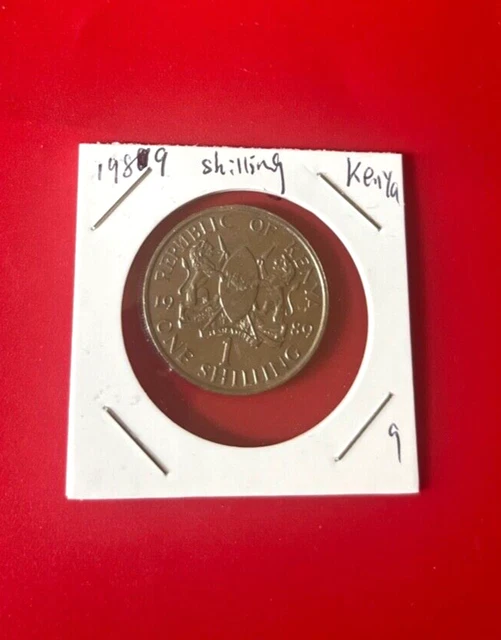 1989 shilling Kenya
REPUBLIC OF KENYA
19 89
1
ONE SHILLING
9